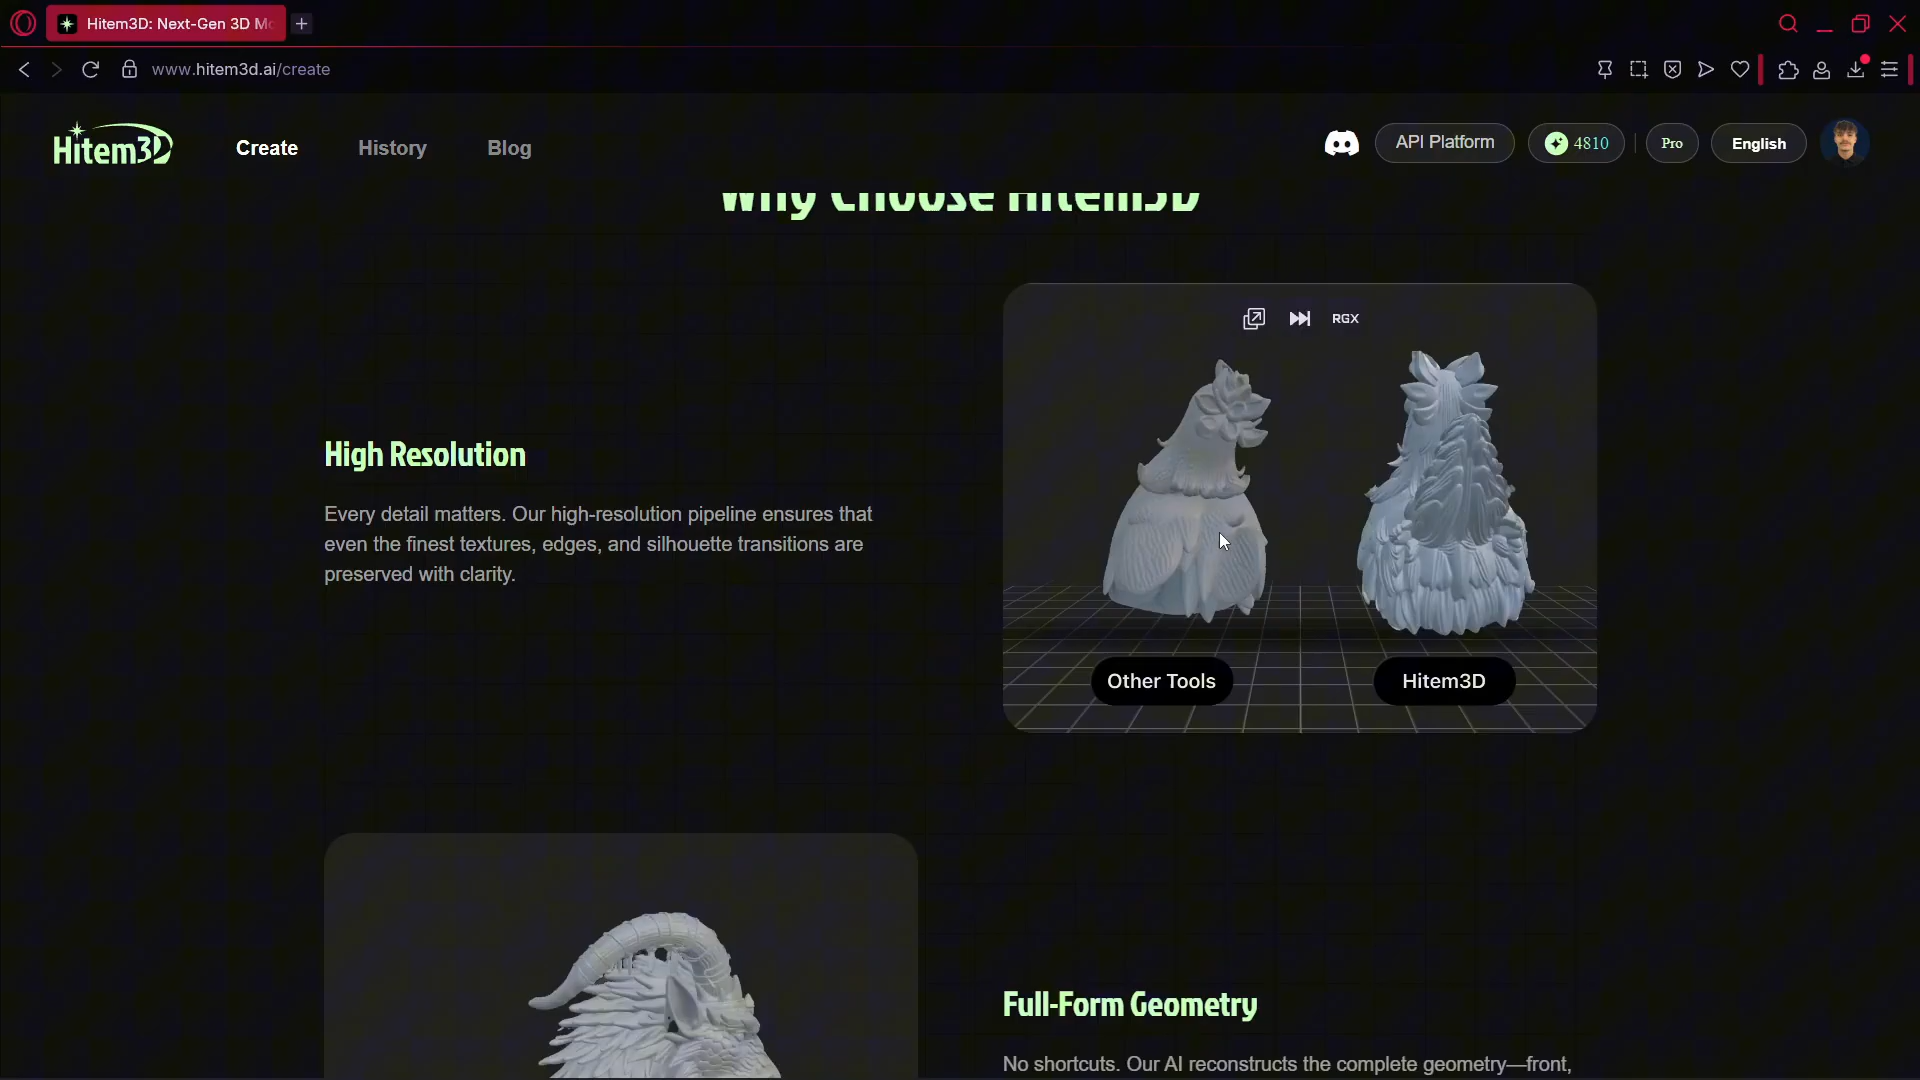 Hitem3D: Next-Gen 3D Mo
www.hitem3d.ai/create
Hitem3D
Create
History
Blog
API Platform
4810
Pro
English
Why Choose Hitem3D
RGX
High Resolution
Every detail matters. Our high-resolution pipeline ensures that
even the finest textures, edges, and silhouette transitions are
preserved with clarity.
Other Tools
Hitem3D
Full-Form Geometry
No shortcuts. Our AI reconstructs the complete geometry—front,